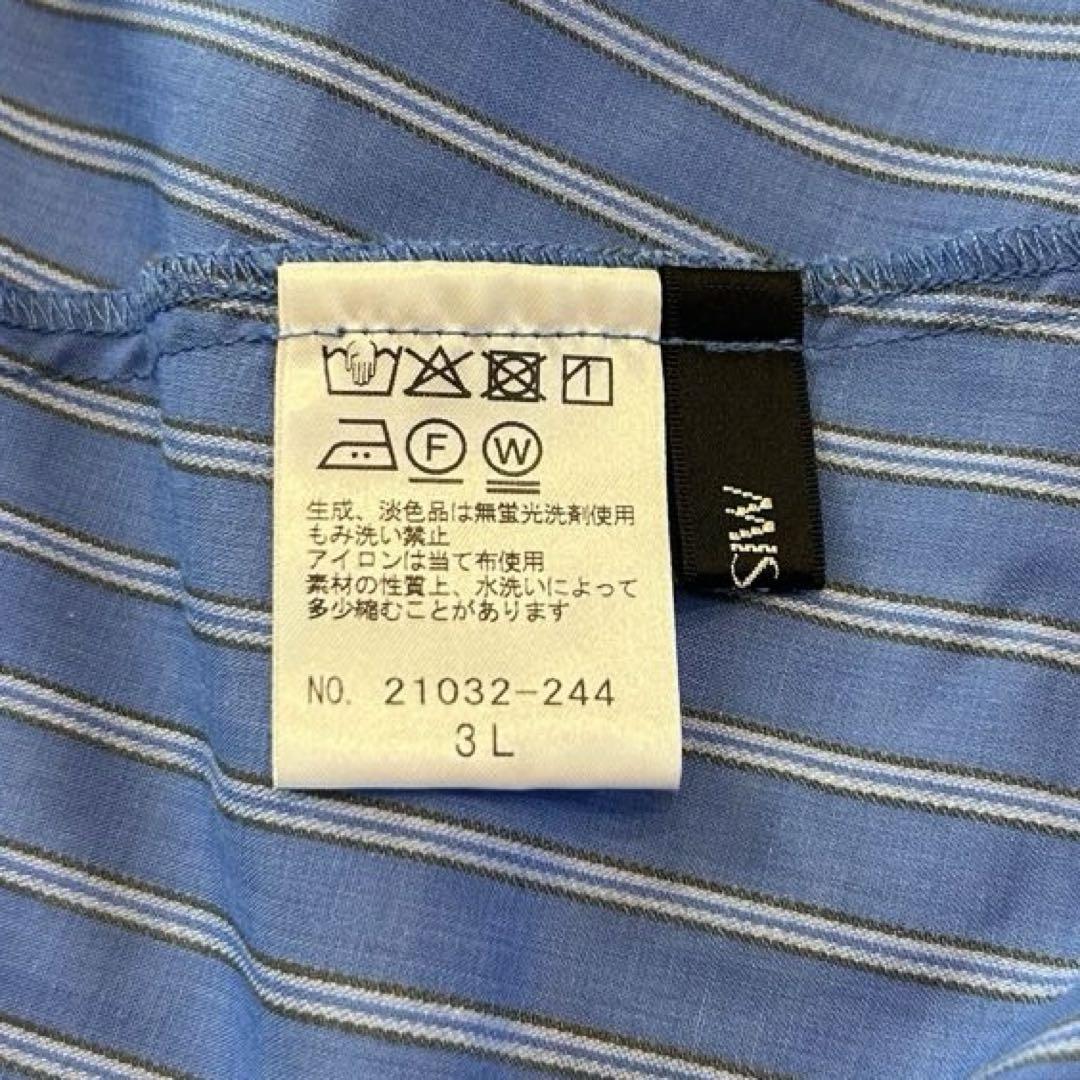 F W
生成、淡色品は無蛍光洗剤使用
もみ洗い禁止
アイロンは当て布使用
素材の性質上、水洗いによって
多少縮むことがあります
NO. 21032-244
3L